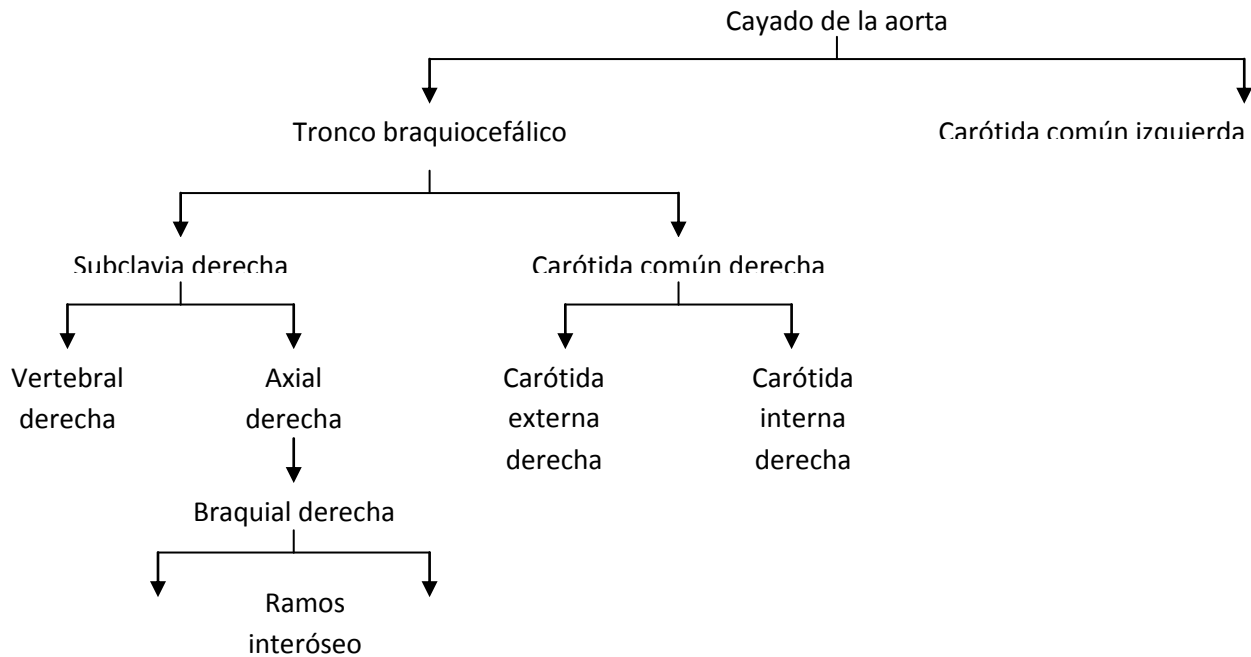 Cayado de la aorta
Tronco braquiocefálico
Carótida común izquierda
Subclavia derecha
Carótida común derecha
Vertebral
derecha
Axial
derecha
Carótida
externa
derecha
Carótida
interna
derecha
Braquial derecha
Ramos
interóseo